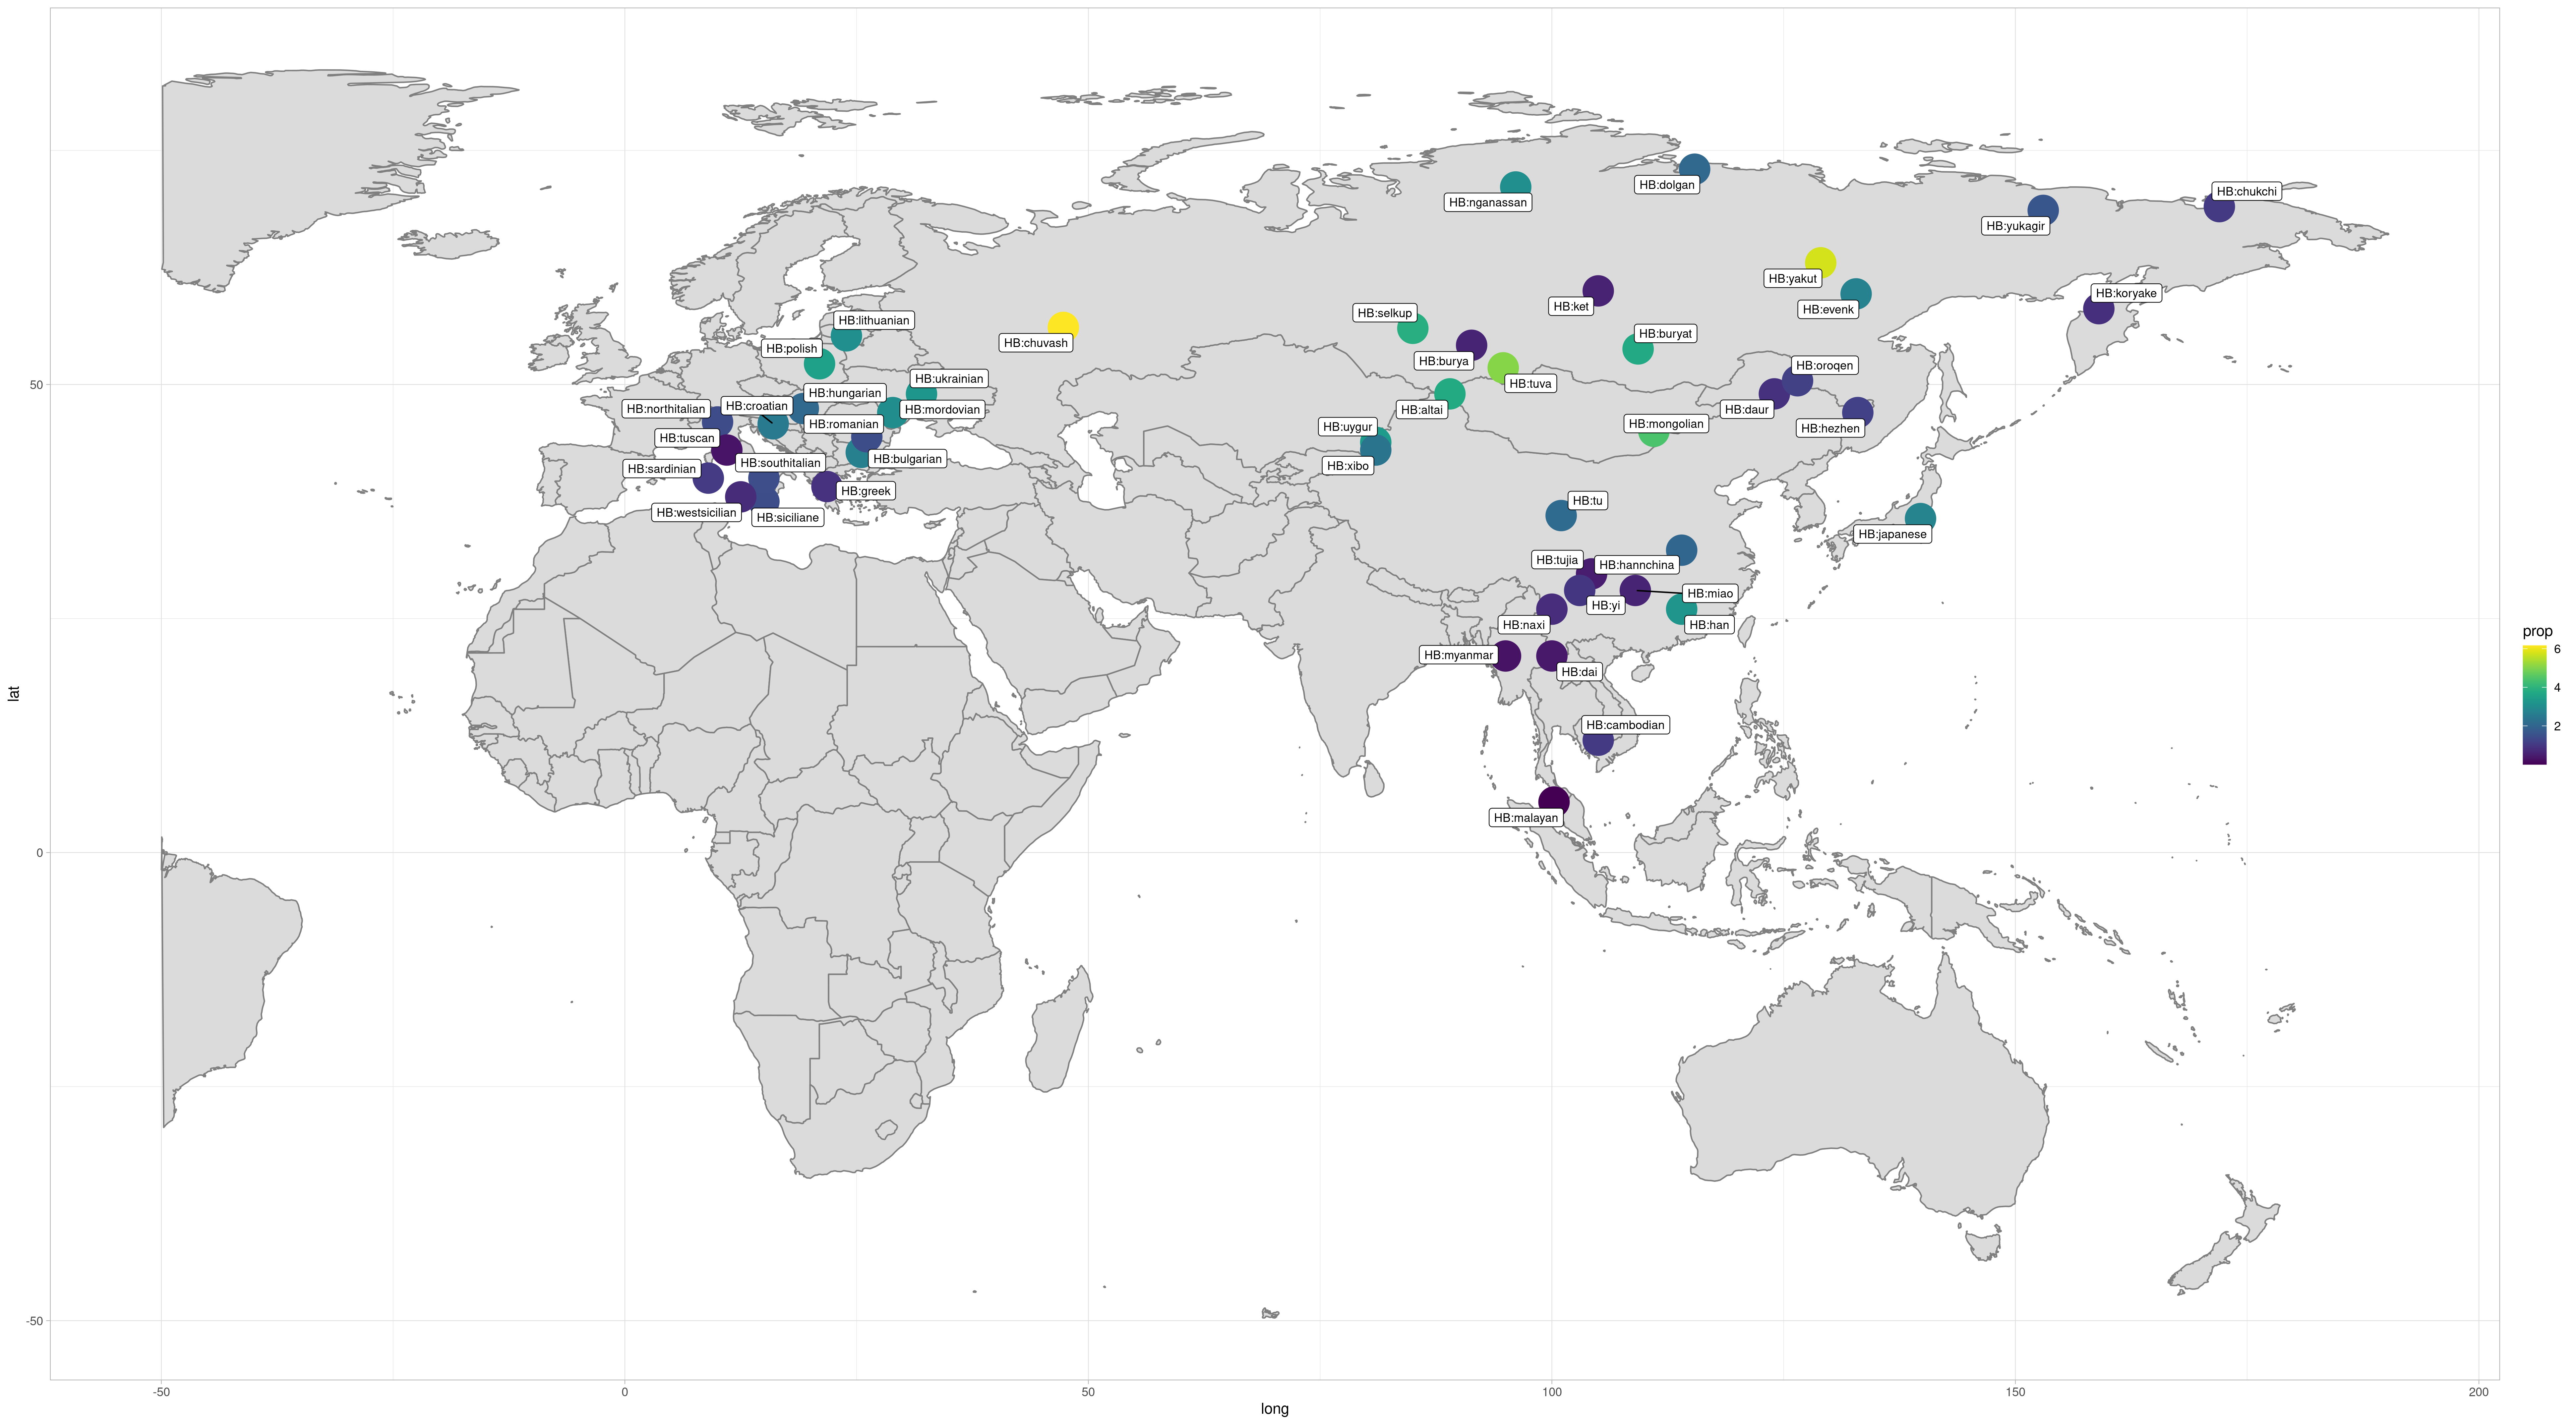 HB:dolgan
HB:chukchi
HB:nganassan
HB:yukagir
HB:yakut
HB:koryake
HB:ket
HB:evenk
HB:selkup
HB:lithuanian
HB:buryat
HB:chuvash
HB:polish
HB:burya
HB:oroqen
HB:ukrainian
HB:tuva
HB:hungarian
50
HB:croatian
HB:northitalian
HB:mordovian
HB:altai
HB:daur
HB:romanian
HB:mongolian
HB:uygur
HB:hezhen
HB:tuscan
HB:bulgarian
HB:southitalian
HB:xibo
HB:sardinian
HB:greek
HB:tu
HB:westsicilian
HB:siciliane
HB:japanese
HB:tujia
HB:hannchina
HB:miao
HB:yi
HB:naxi
HB:han
HB:myanmar
HB:dai
HB:cambodian
HB:malayan
0
-50
lat
-50
0
50
100
150
200
long
prop
6
4
2